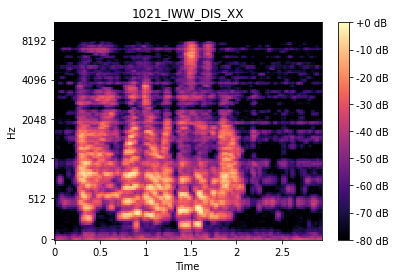 1021_IWW_DIS_XX
+0 dB
8192
-10 dB
4096
-20 dB
-30 dB
Hz
2048
-40 dB
1024
-50 dB
512
-60 dB
-70 dB
0
-80 dB
0 0.5 1 1.5 2 2.5
Time